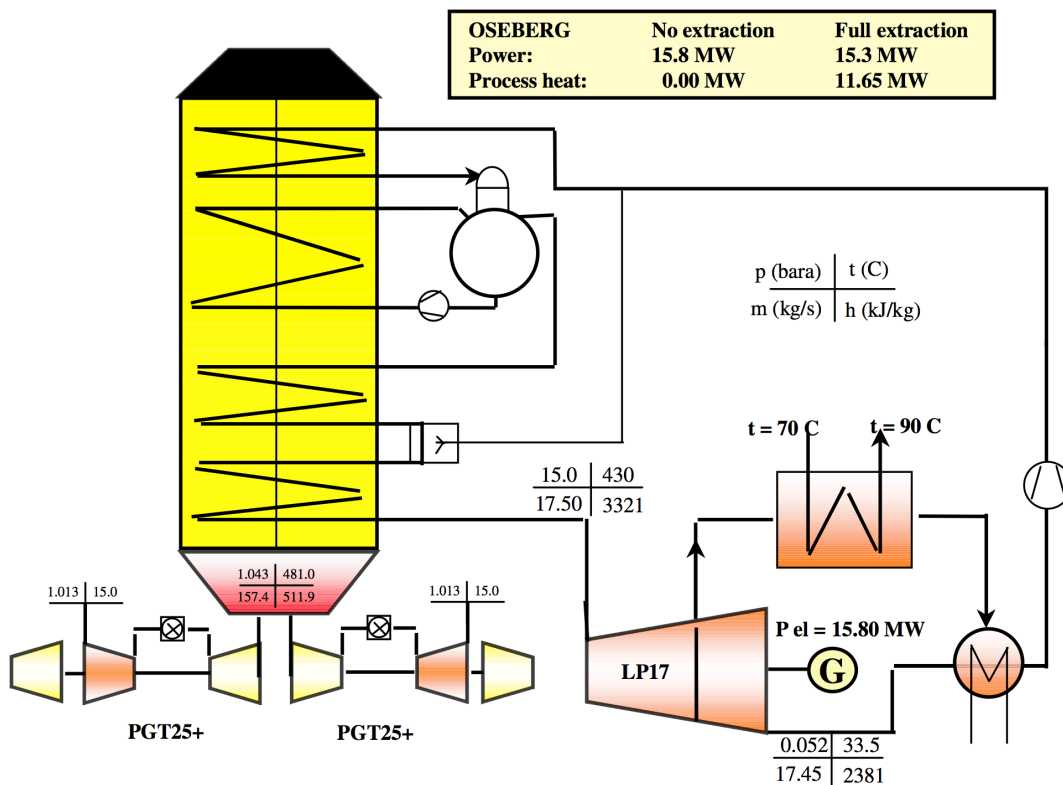 OSEBERG No extraction Full extraction
Power: 15.8 MW 15.3 MW
Process heat: 0.00 MW 11.65 MW
p (bara) t (C)
m (kg/s) h (kJ/kg)
t = 70 C t = 90 C
15.0 430
17.50 3321
1.043 481.0
157.4 511.9
1.013 15.0
1.013 15.0
P el = 15.80 MW
LP17
G
PGT25+ PGT25+
0.052 33.5
17.45 2381